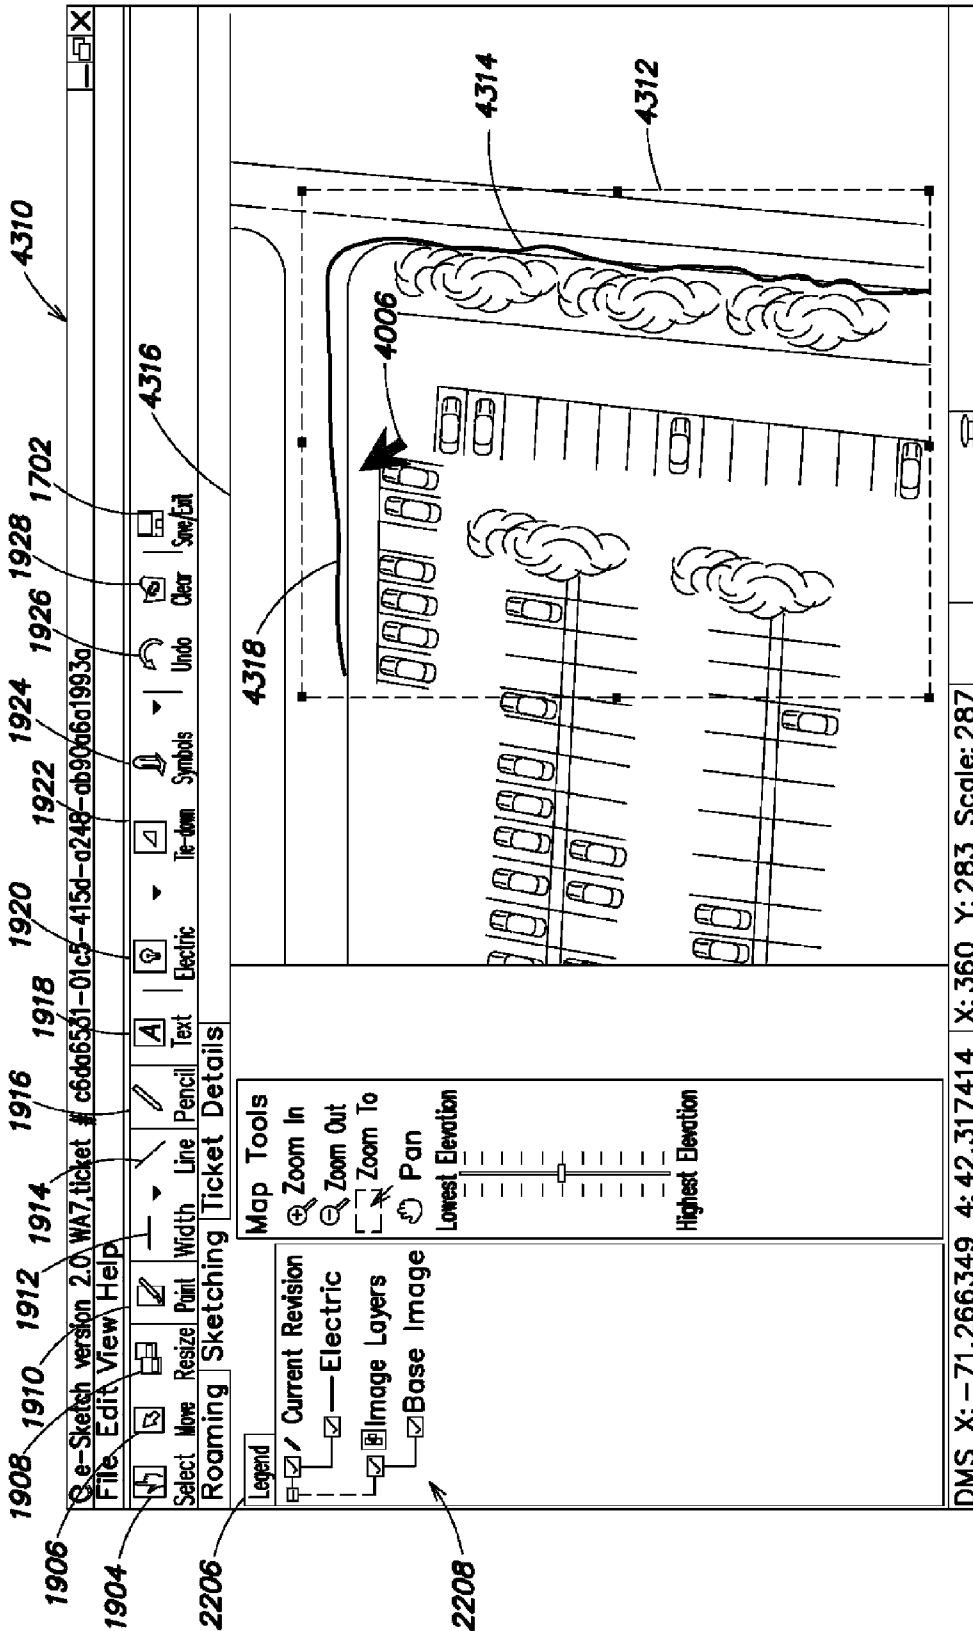 4310
1908 1910 1912 1914 1916 1918 1920 1922 1924 1926 1928 1702
1906
1904
2206
e-Sketch version 2.0 WA7, ticket # c6da65d1-01c5-415d-a248-ab90a6a1993a
File Edit View Help
Select Move Resize Paint Width Line Pencil Text Electric Tie-down Symbols Undo Clear Save/Exit
Roaming Sketching Ticket Details
4316
Legend
Current Revision
Electric
Image Layers
Base Image
2208
Map Tools
Zoom In
Zoom Out
Zoom To
Pan
Lowest Elevation
Highest Elevation
4318
4006
4314
4312
DMS X: -71.266349 4: 42.317414 X: 360 Y: 283 Scale: 287